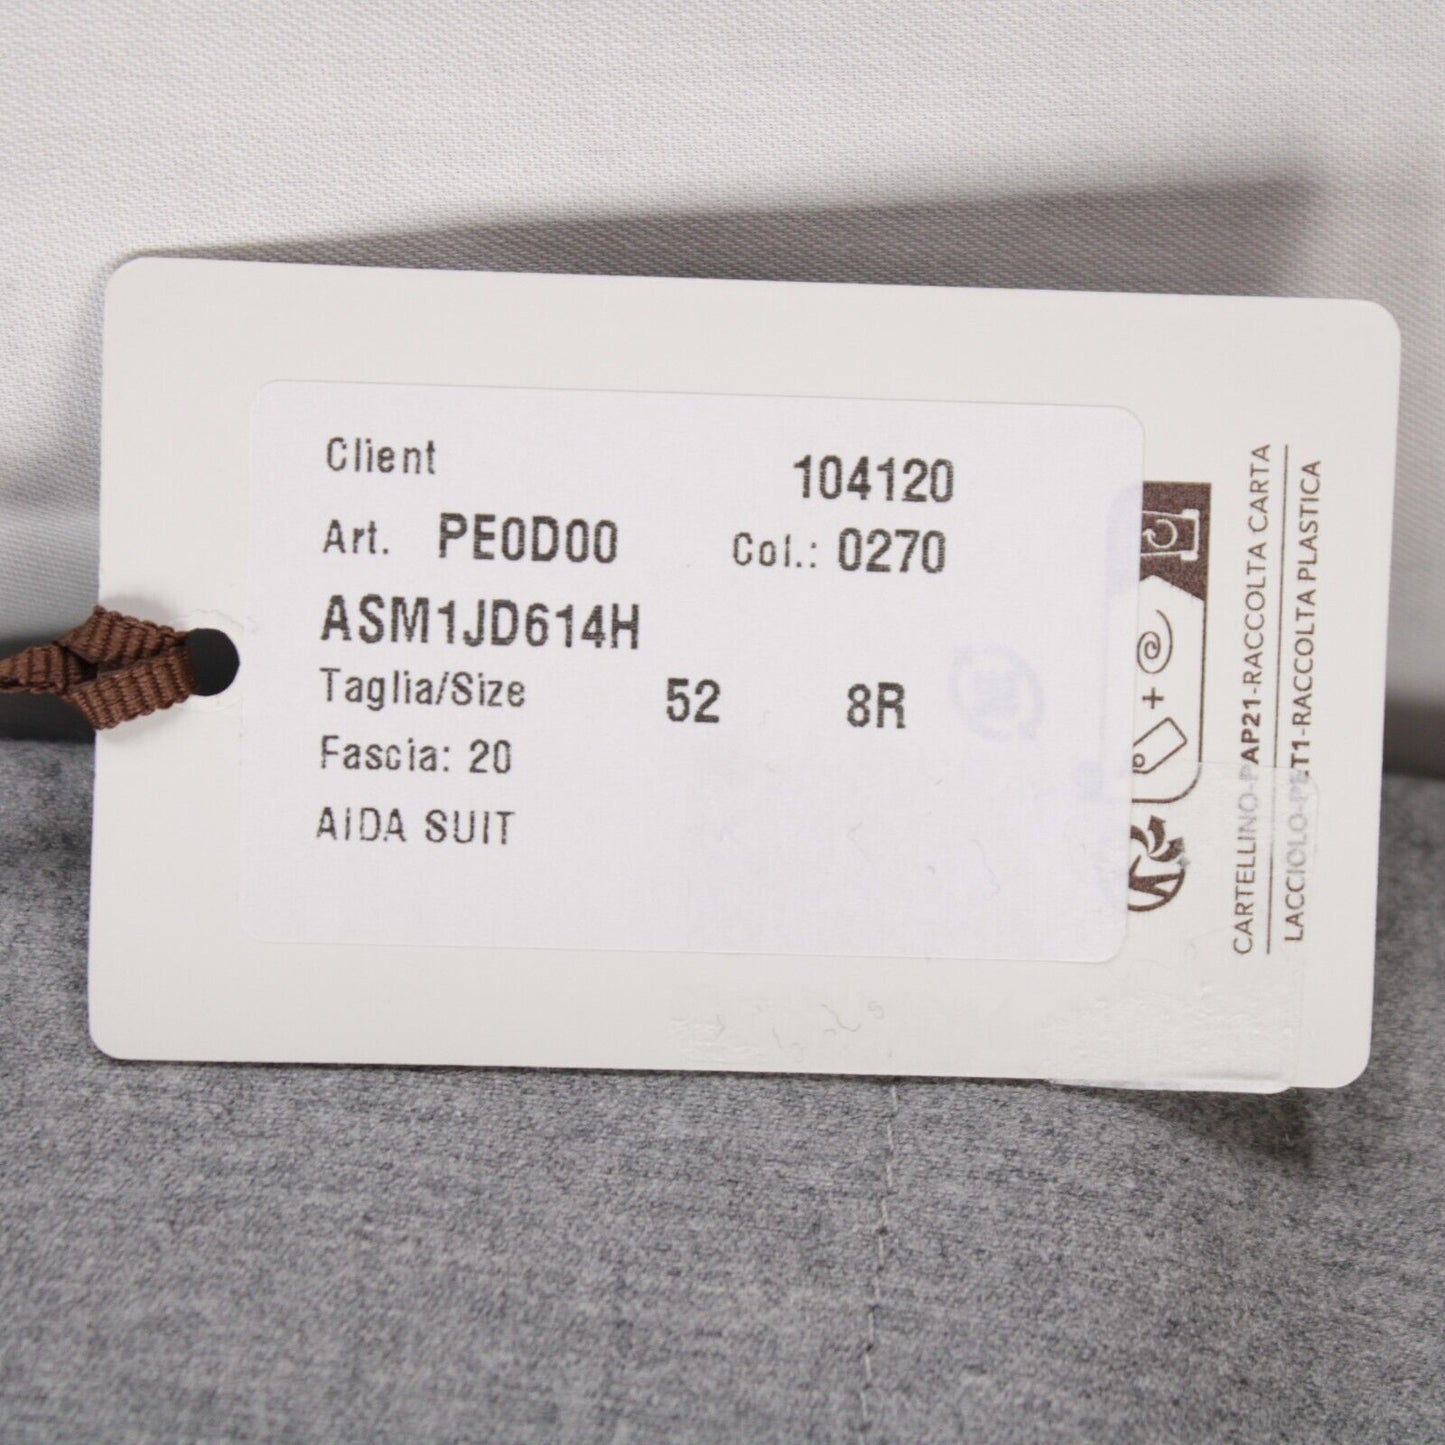 Client 104120
Art. PE0D00 Col.: 0270
ASM1JD614H
Taglia/Size 52 8R
Fascia: 20
AIDA SUIT
CARTELLINO-PAP21-RACCOLTA CARTA
LACCIOLO-PET1-RACCOLTA PLASTICA